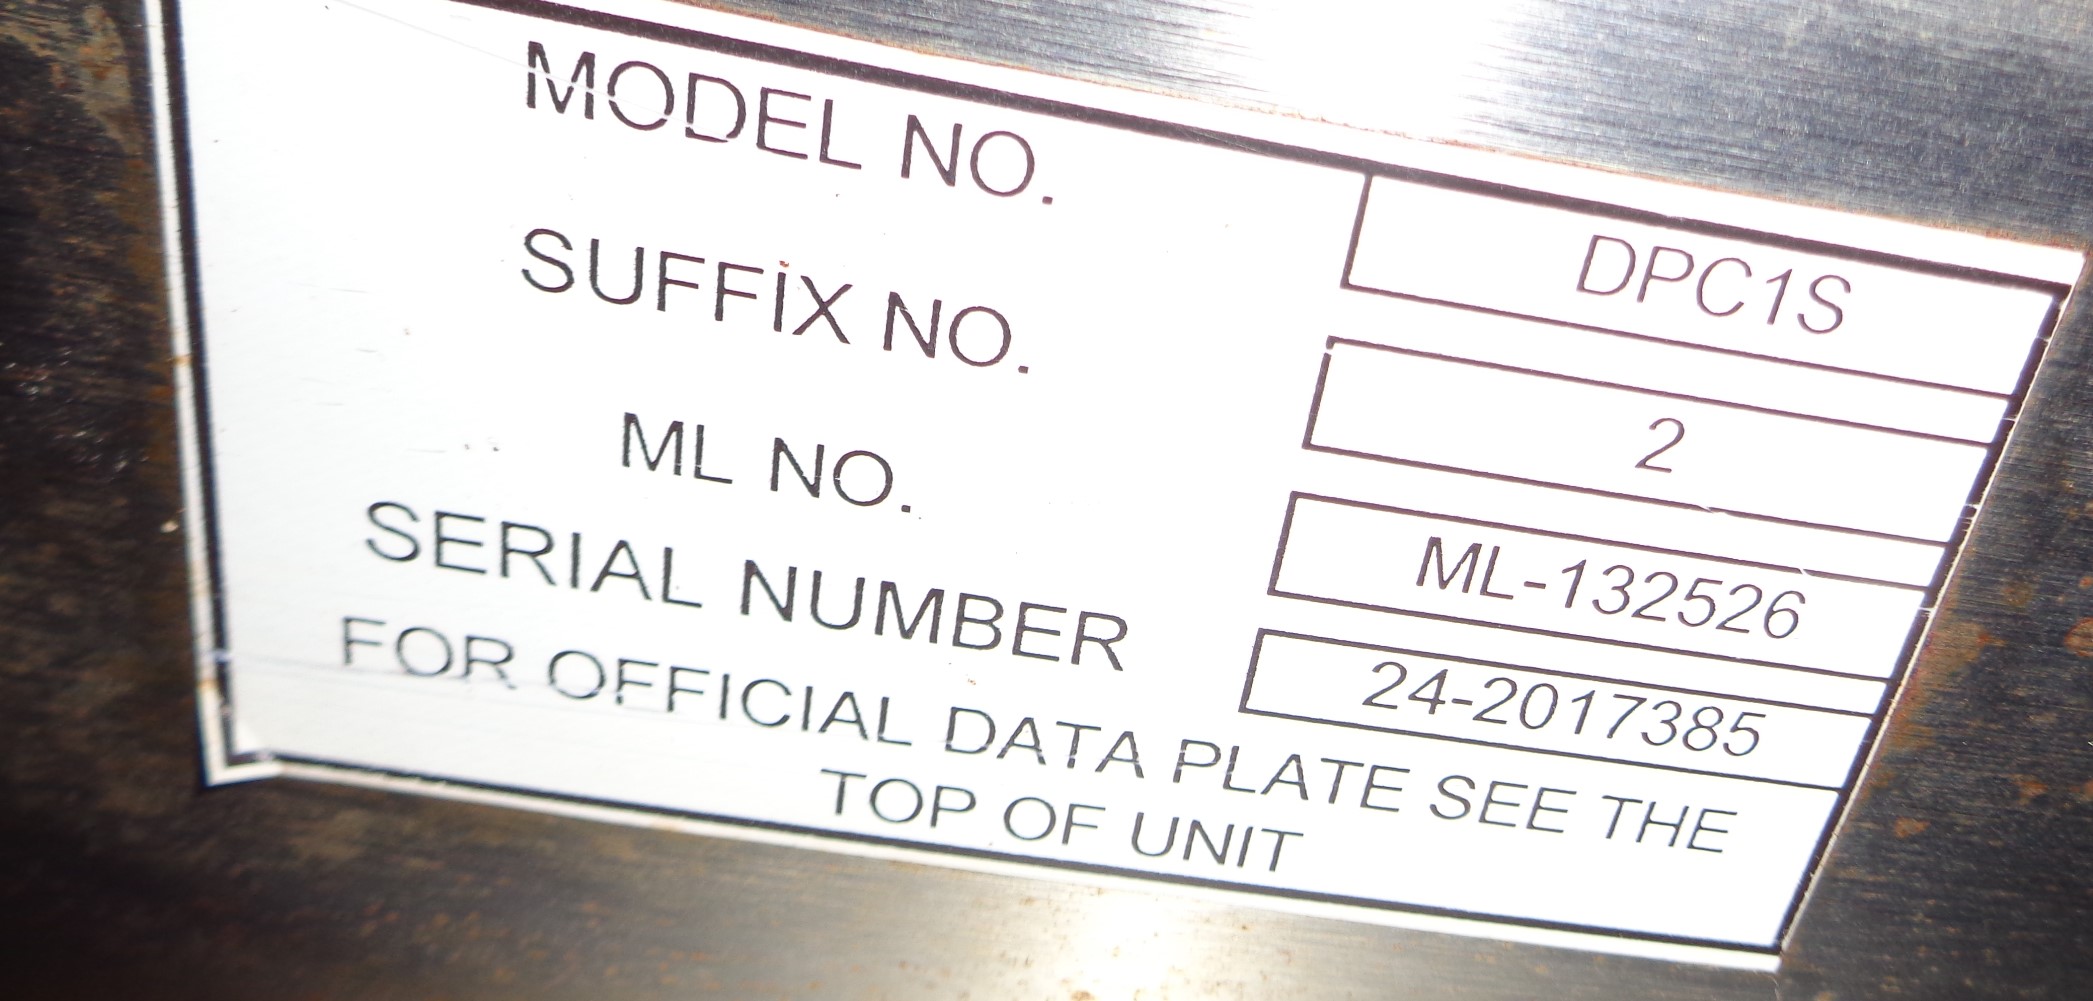 MODEL NO. DPC1S
SUFFIX NO. 2
ML NO. ML-132526
SERIAL NUMBER 24-2017385
FOR OFFICIAL DATA PLATE SEE THE
TOP OF UNIT